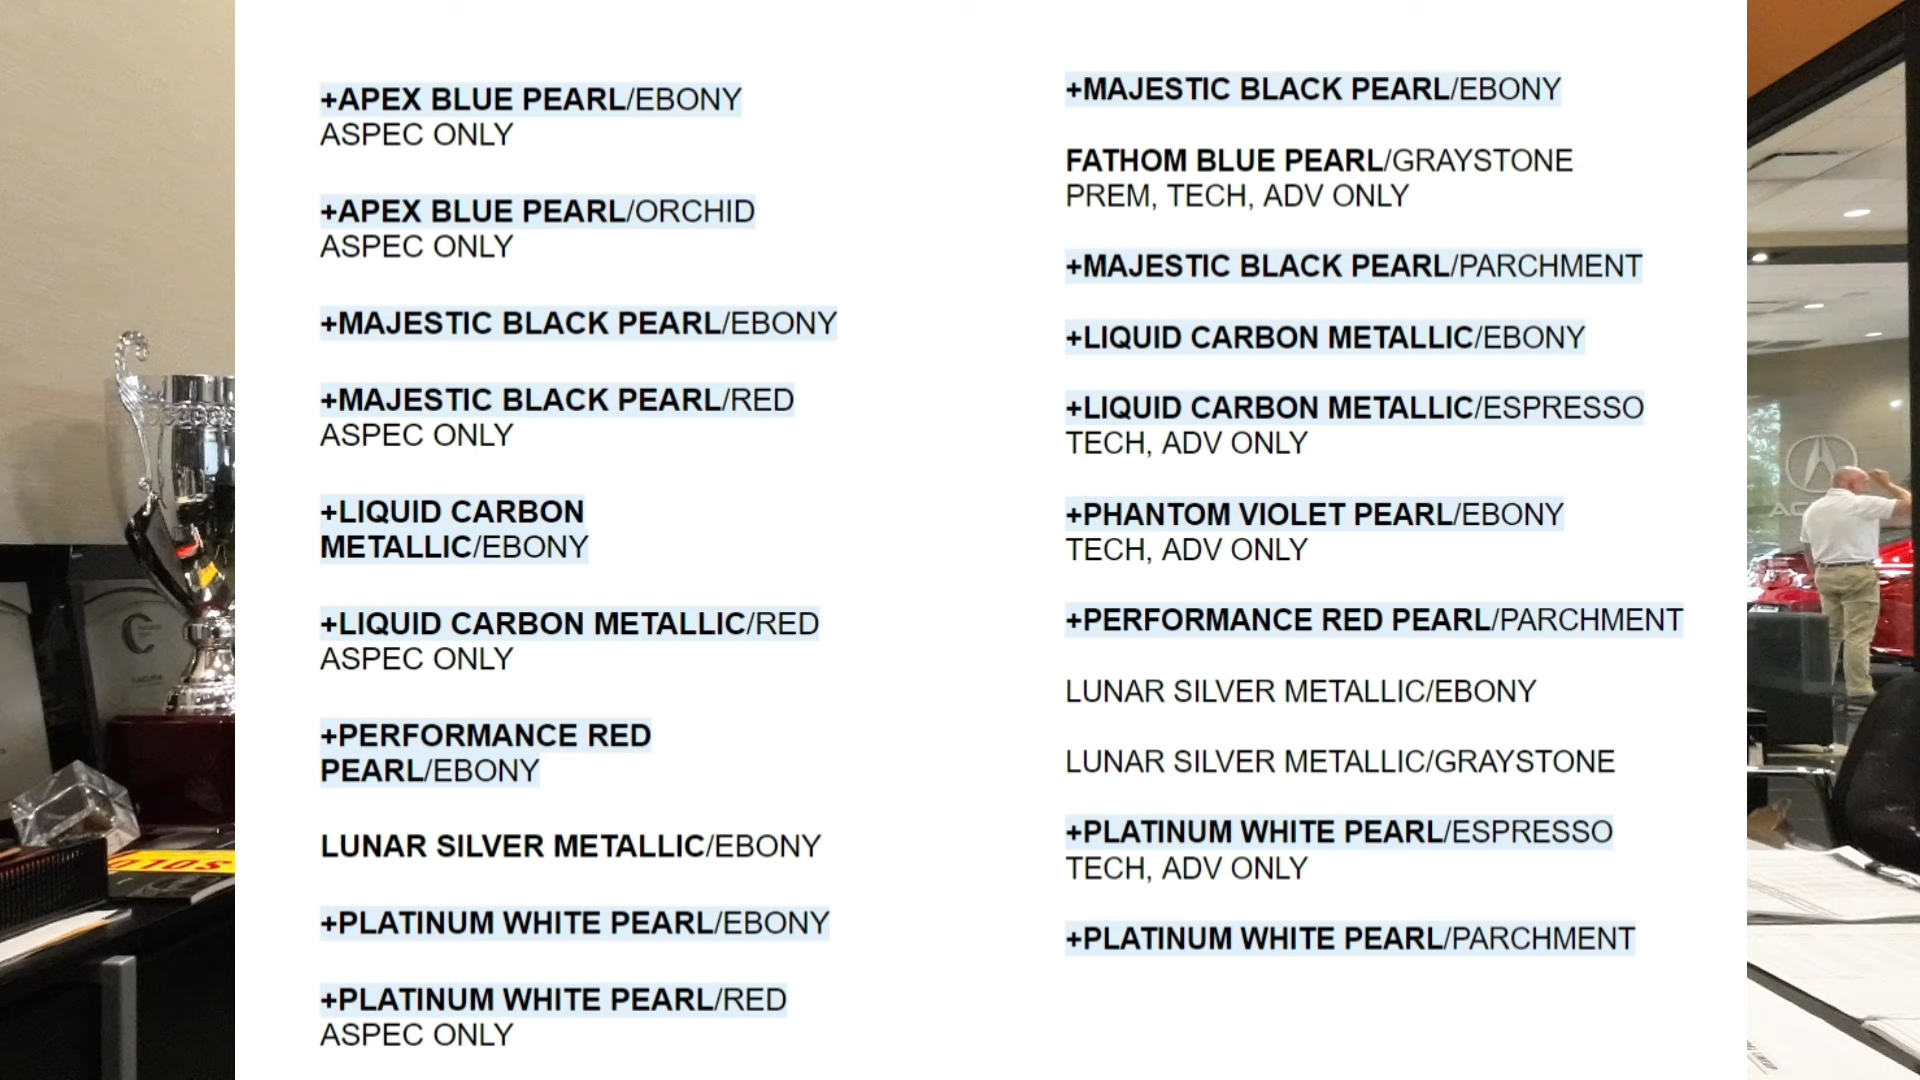 +APEX BLUE PEARL/EBONY
ASPEC ONLY
+APEX BLUE PEARL/ORCHID
ASPEC ONLY
+MAJESTIC BLACK PEARL/EBONY
+MAJESTIC BLACK PEARL/RED
ASPEC ONLY
+LIQUID CARBON
METALLIC/EBONY
+LIQUID CARBON METALLIC/RED
ASPEC ONLY
+PERFORMANCE RED
PEARL/EBONY
LUNAR SILVER METALLIC/EBONY
+PLATINUM WHITE PEARL/EBONY
+PLATINUM WHITE PEARL/RED
ASPEC ONLY
+MAJESTIC BLACK PEARL/EBONY
FATHOM BLUE PEARL/GRAYSTONE
PREM, TECH, ADV ONLY
+MAJESTIC BLACK PEARL/PARCHMENT
+LIQUID CARBON METALLIC/EBONY
+LIQUID CARBON METALLIC/ESPRESSO
TECH, ADV ONLY
+PHANTOM VIOLET PEARL/EBONY
TECH, ADV ONLY
+PERFORMANCE RED PEARL/PARCHMENT
LUNAR SILVER METALLIC/EBONY
LUNAR SILVER METALLIC/GRAYSTONE
+PLATINUM WHITE PEARL/ESPRESSO
TECH, ADV ONLY
+PLATINUM WHITE PEARL/PARCHMENT